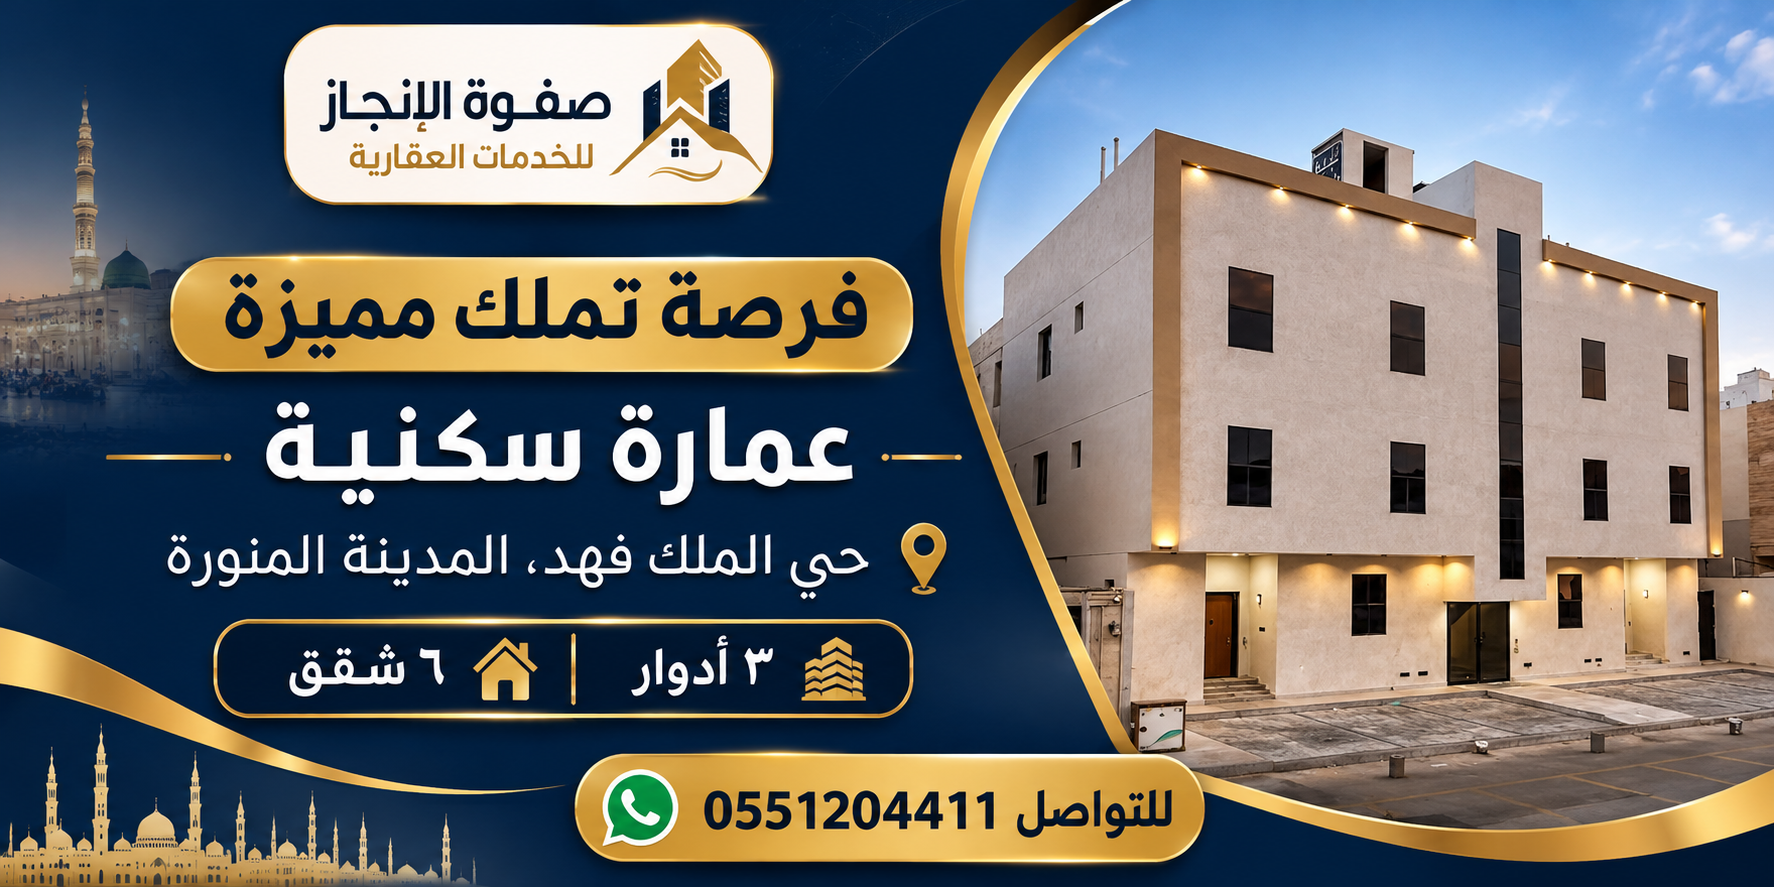 صفوة الإنجاز
للخدمات العقارية
فرصة تملك مميزة
عمارة سكنية
حي الملك فهد، المدينة المنورة
٣ أدوار | ٦ شقق
للتواصل 0551204411